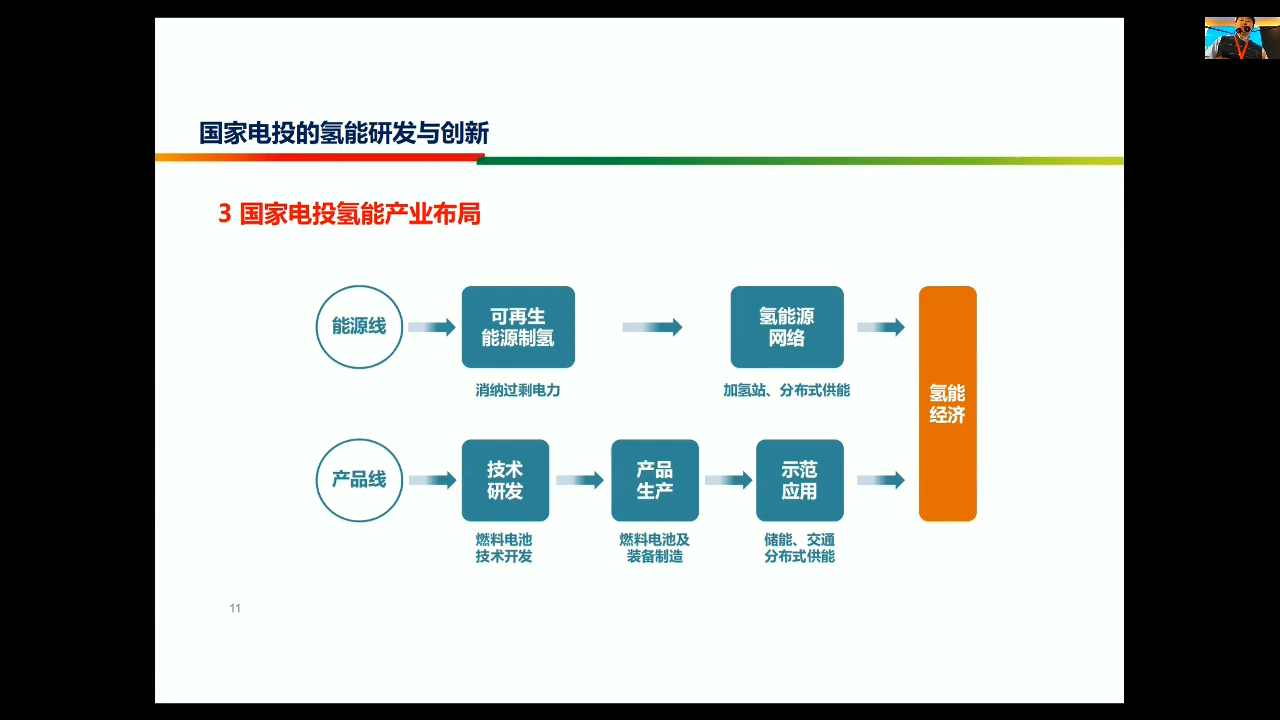 国家电投的氢能研发与创新
3 国家电投氢能产业布局
能源线
可再生
能源制氢
消纳过剩电力
氢能源
网络
加氢站、分布式供能
氢能
经济
产品线
技术
研发
燃料电池
技术开发
产品
生产
燃料电池及
装备制造
示范
应用
储能、交通
分布式供能
11